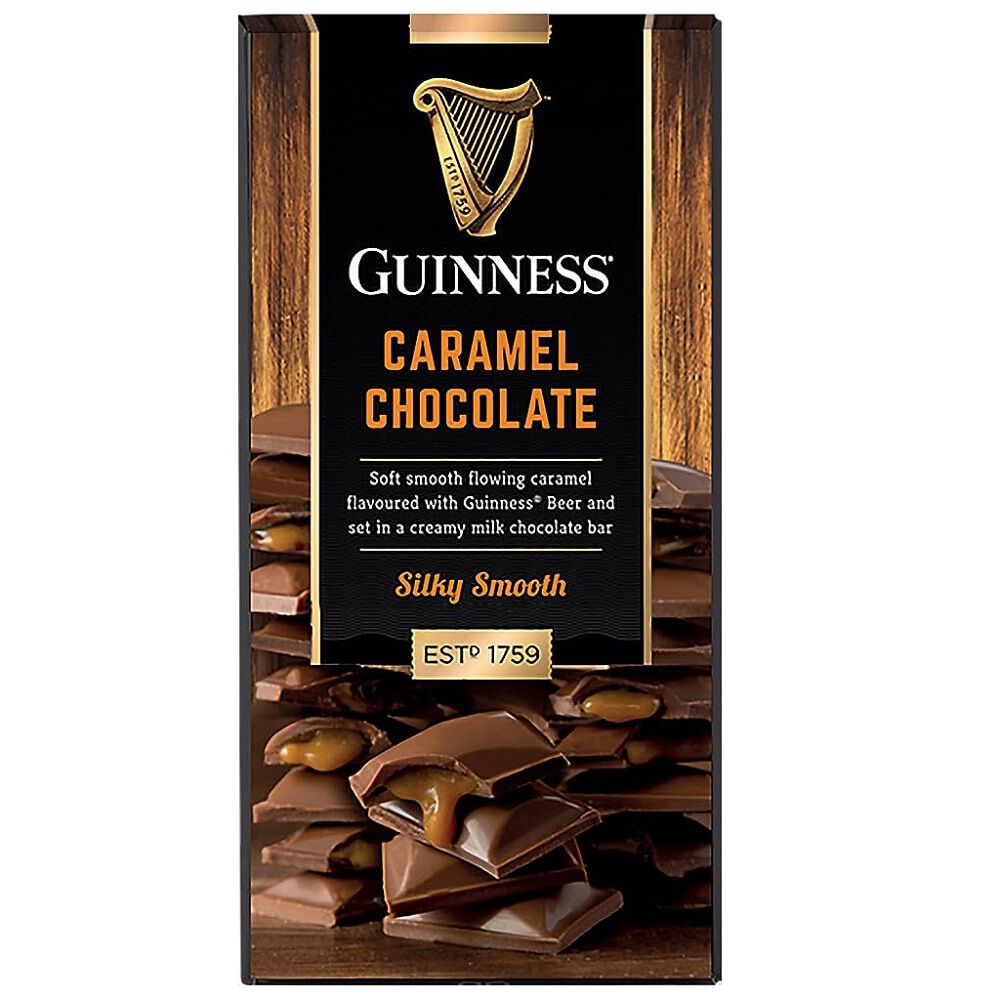 ESTD 1759
™
GUINNESS®
CARAMEL
CHOCOLATE
Soft smooth flowing caramel
flavoured with Guinness® Beer and
set in a creamy milk chocolate bar
Silky Smooth
ESTD 1759